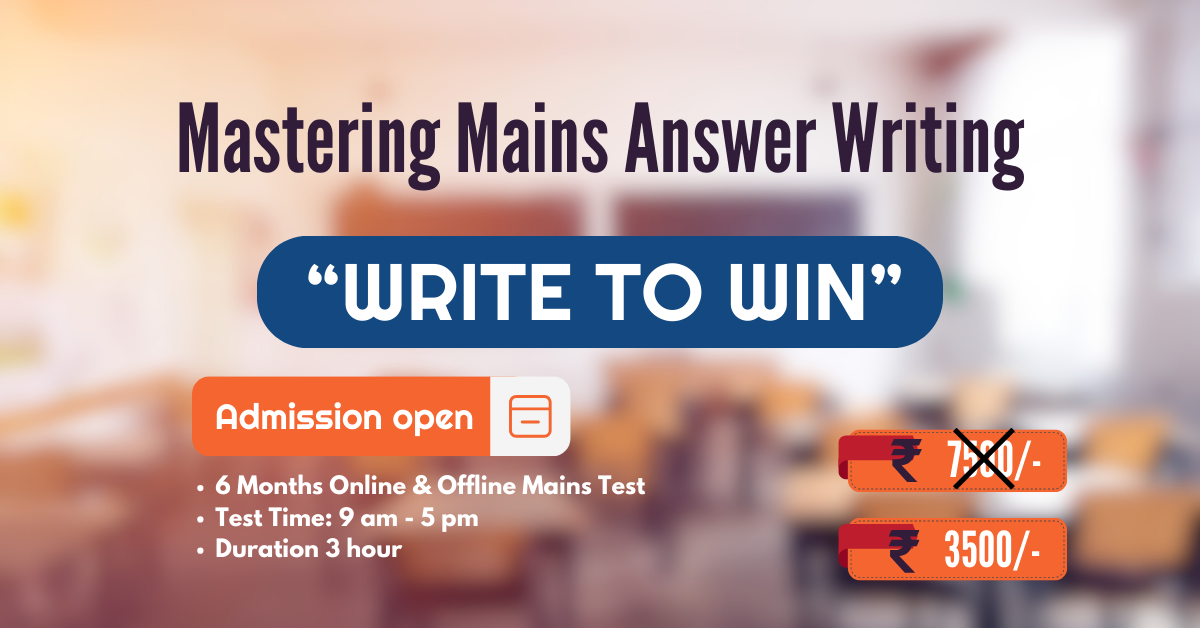 Mastering Mains Answer Writing
“WRITE TO WIN”
Admission open
• 6 Months Online & Offline Mains Test
• Test Time: 9 am - 5 pm
• Duration 3 hour
₹ 7500/-
₹ 3500/-